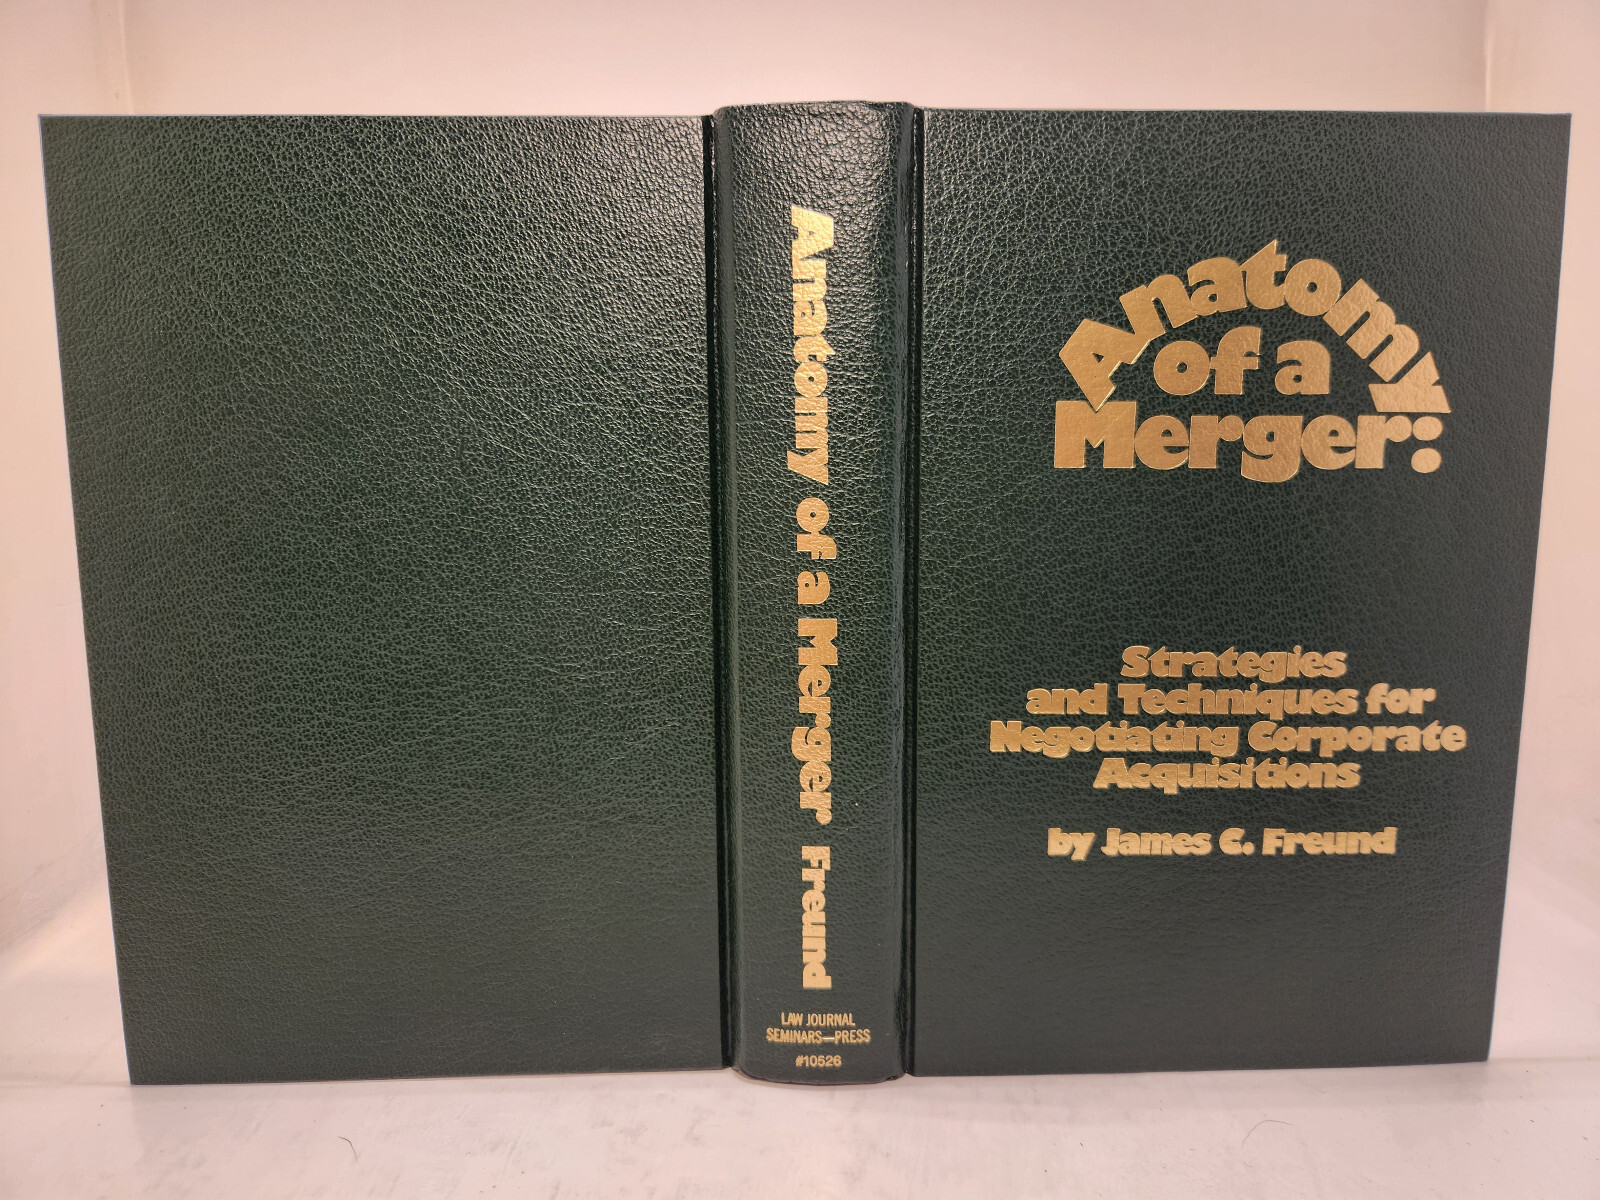 Anatomy of a Merger Freund
LAW JOURNAL
SEMINARS—PRESS
#10526
Anatomy
of a
Merger:
Strategies
and Techniques for
Negotiating Corporate
Acquisitions
by James C. Freund